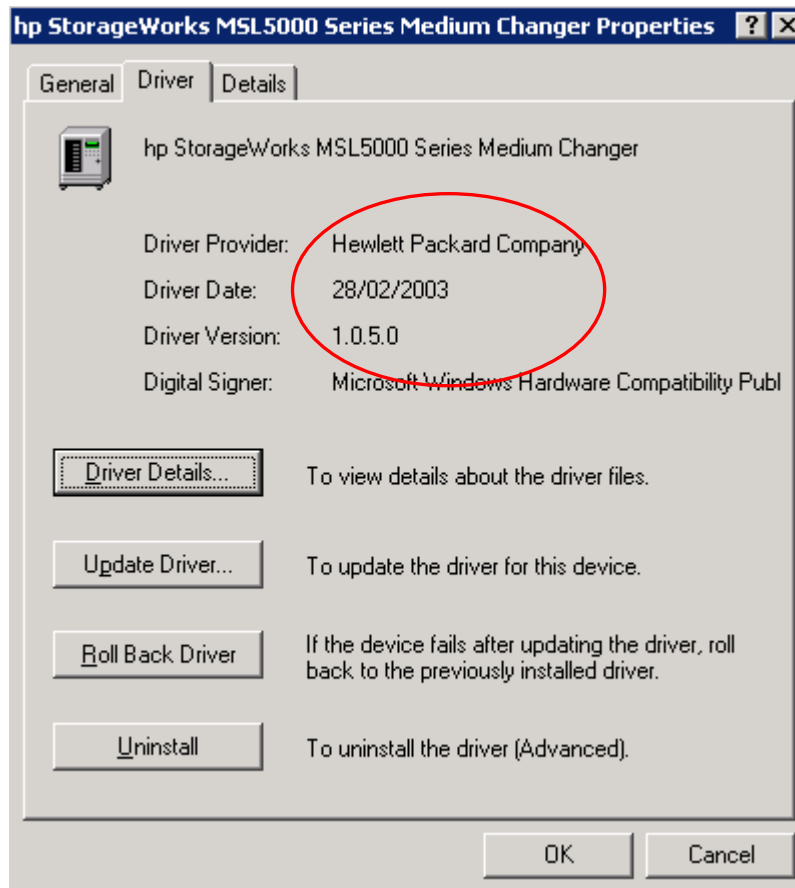 hp StorageWorks MSL5000 Series Medium Changer Properties ? X
General Driver Details
hp StorageWorks MSL5000 Series Medium Changer
Driver Provider: Hewlett Packard Company
Driver Date: 28/02/2003
Driver Version: 1.0.5.0
Digital Signer: Microsoft Windows Hardware Compatibility Publ
Driver Details... To view details about the driver files.
Update Driver... To update the driver for this device.
Roll Back Driver If the device fails after updating the driver, roll
back to the previously installed driver.
Uninstall To uninstall the driver (Advanced).
OK Cancel